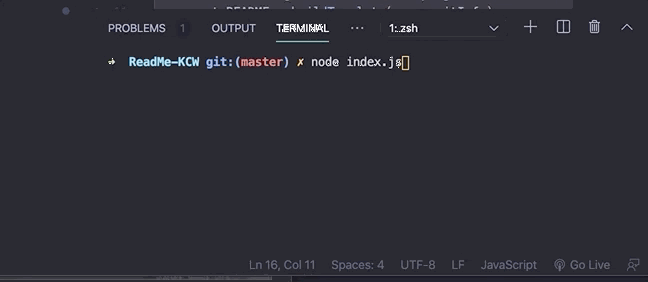 PROBLEMS 1 OUTPUT TERMINAL ... 1: zsh
➔ ReadMe-KCW git:(master) ✗ node index.js
Ln 16, Col 11 Spaces: 4 UTF-8 LF JavaScript Go Live